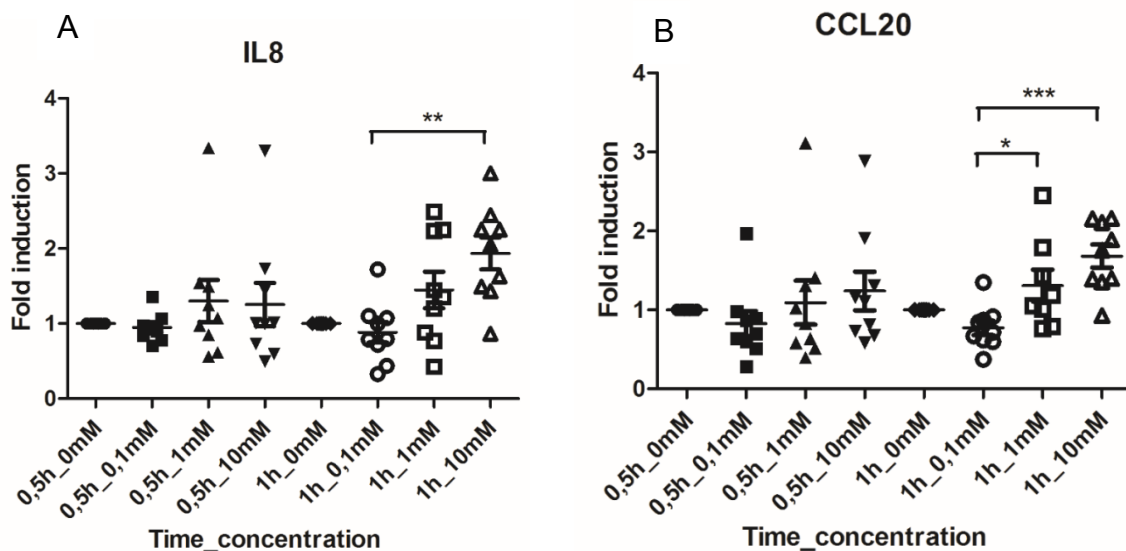 A
IL8
Fold induction
4
3
2
1
0
**
0,5h_0mM
0,5h_0,1mM
0,5h_1mM
0,5h_10mM
1h_0mM
1h_0,1mM
1h_1mM
1h_10mM
Time_concentration
B
CCL20
Fold induction
4
3
2
1
0
***
*
0,5h_0mM
0,5h_0,1mM
0,5h_1mM
0,5h_10mM
1h_0mM
1h_0,1mM
1h_1mM
1h_10mM
Time_concentration